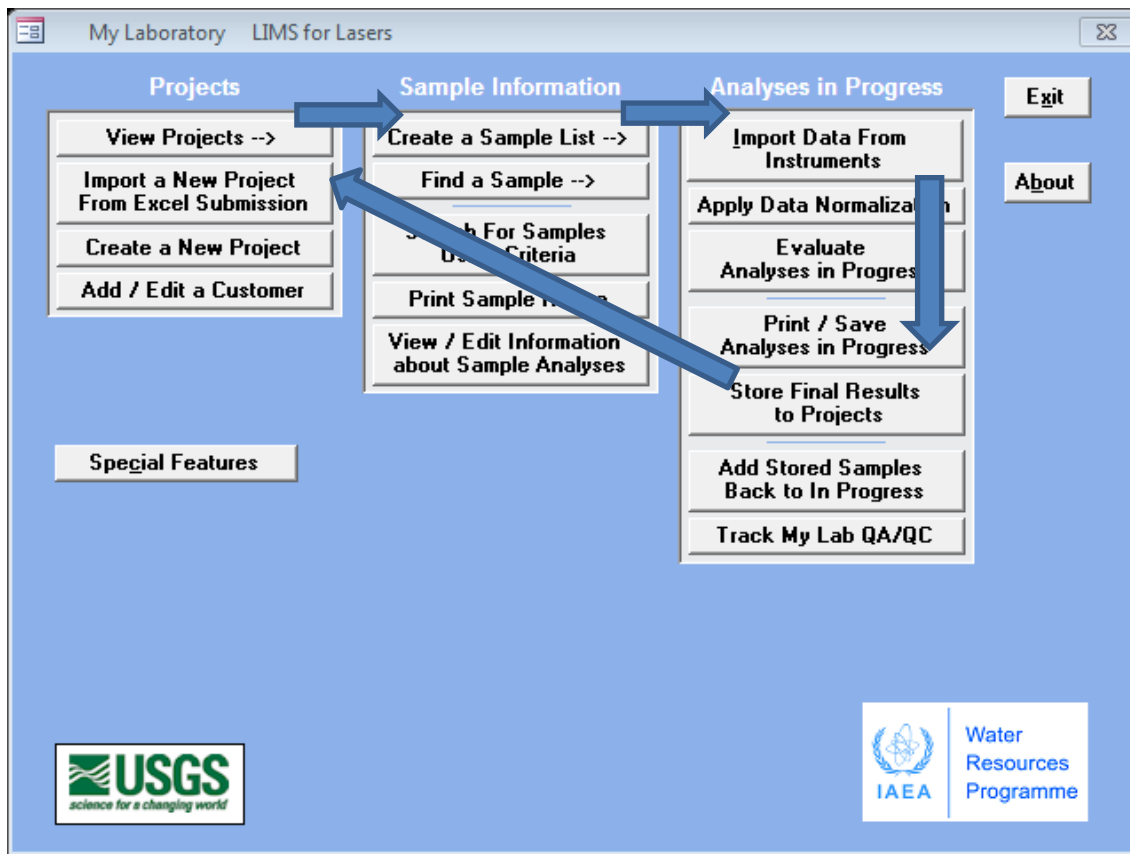 My Laboratory LIMS for Lasers
Projects
View Projects -->
Import a New Project
From Excel Submission
Create a New Project
Add / Edit a Customer
Special Features
Sample Information
Create a Sample List -->
Find a Sample -->
For Samples
Criteria
Print Sample
View / Edit Information
about Sample Analyses
Analyses in Progress
Import Data From
Instruments
Apply Data Normalization
Evaluate
Analyses in Progress
Print / Save
Analyses in Progress
Store Final Results
to Projects
Add Stored Samples
Back to In Progress
Track My Lab QA/QC
Exit
About
USGS
science for a changing world
IAEA
Water
Resources
Programme